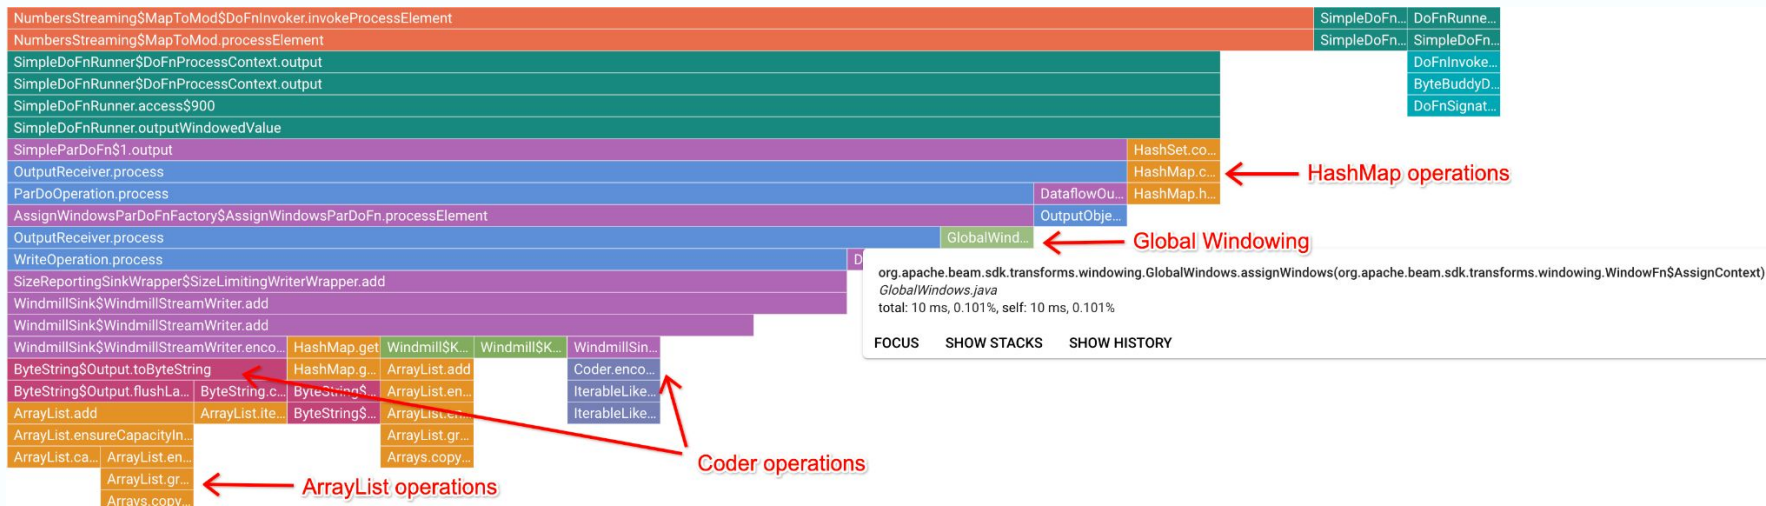 NumbersStreaming$MapToMod$DoFnInvoker.invokeProcessElement SimpleDoFn... DoFnRunne...
NumbersStreaming$MapToMod.processElement SimpleDoFn... SimpleDoFn...
SimpleDoFnRunner$DoFnProcessContext.output DoFnInvoke...
SimpleDoFnRunner$DoFnProcessContext.output ByteBuddyD...
SimpleDoFnRunner.access$900 DoFnSignat...
SimpleDoFnRunner.outputWindowedValue
SimpleParDoFn$1.output HashSet.co...
OutputReceiver.process HashMap.c... HashMap operations
ParDoOperation.process DataflowOu... HashMap.h...
AssignWindowsParDoFnFactory$AssignWindowsParDoFn.processElement OutputObje...
OutputReceiver.process GlobalWind... Global Windowing
WriteOperation.process D
org.apache.beam.sdk.transforms.windowing.GlobalWindows.assignWindows(org.apache.beam.sdk.transforms.windowing.WindowFn$AssignContext)
GlobalWindows.java
total: 10 ms, 0.101%, self: 10 ms, 0.101%
FOCUS SHOW STACKS SHOW HISTORY
SizeReportingSinkWrapper$SizeLimitingWriterWrapper.add
WindmillSink$WindmillStreamWriter.add
WindmillSink$WindmillStreamWriter.add
WindmillSink$WindmillStreamWriter.enco... HashMap.get Windmill$K... Windmill$K... WindmillSin...
ByteString$Output.toByteString HashMap.g... ArrayList.add Coder.enco...
ByteString$Output.flushLa... ByteString.c... ByteString$... ArrayList.en... IterableLike...
ArrayList.add ArrayList.ite... ByteString$... ArrayList.en... IterableLike...
ArrayList.ensureCapacityIn... ArrayList.gr...
ArrayList.ca... ArrayList.en... Arrays.copy... Coder operations
ArrayList.gr... ArrayList operations
Arrays.copy...